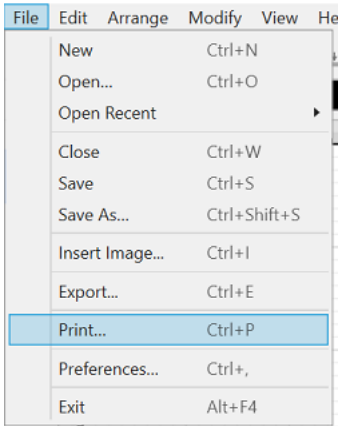 File Edit Arrange Modify View He
New Ctrl+N
Open... Ctrl+O
Open Recent
Close Ctrl+W
Save Ctrl+S
Save As... Ctrl+Shift+S
Insert Image... Ctrl+I
Export... Ctrl+E
Print... Ctrl+P
Preferences... Ctrl+,
Exit Alt+F4